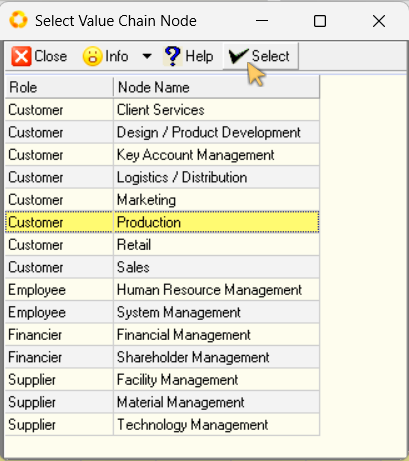 Select Value Chain Node
Close Info Help Select
Role Node Name
Customer Client Services
Customer Design / Product Development
Customer Key Account Management
Customer Logistics / Distribution
Customer Marketing
Customer Production
Customer Retail
Customer Sales
Employee Human Resource Management
Employee System Management
Financier Financial Management
Financier Shareholder Management
Supplier Facility Management
Supplier Material Management
Supplier Technology Management